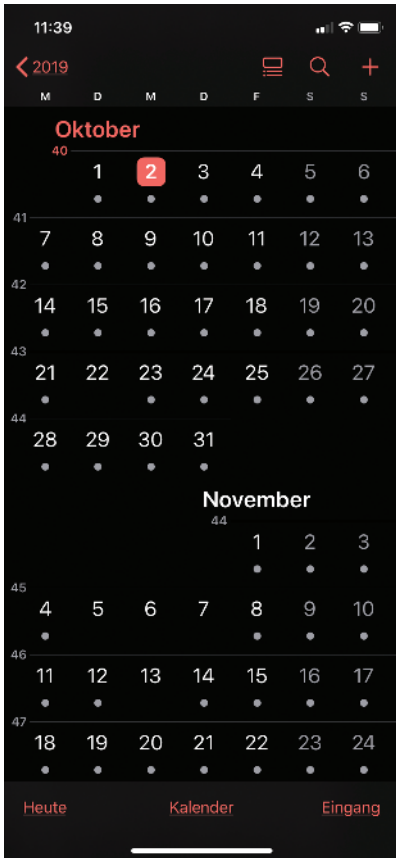 11:39
2019
M D M D F S S
Oktober
40
1 2 3 4 5 6
41
7 8 9 10 11 12 13
42
14 15 16 17 18 19 20
43
21 22 23 24 25 26 27
44
28 29 30 31
November
44
1 2 3
45
4 5 6 7 8 9 10
46
11 12 13 14 15 16 17
47
18 19 20 21 22 23 24
Heute Kalender Eingang